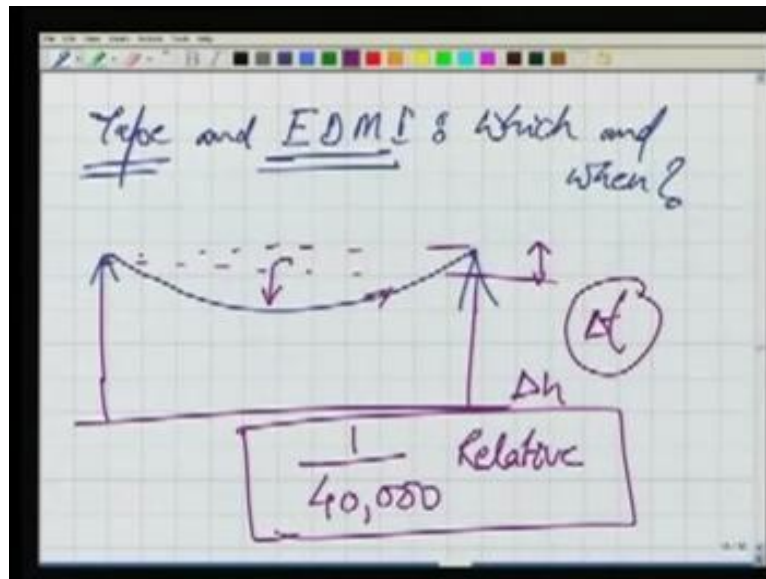 Tape and EDMI : Which and
when?
Δt
Δh
1
40,000
Relative